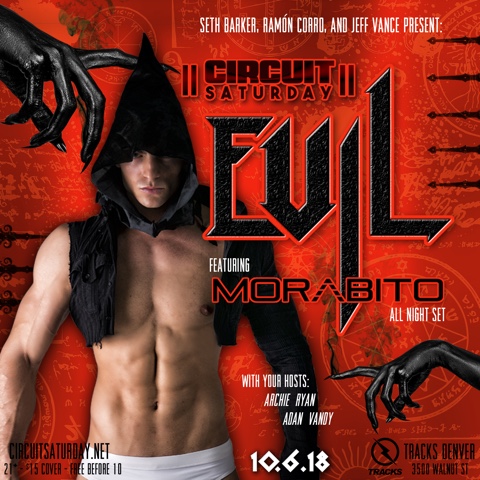 SETH BARKER, RAMÓN CORRO, AND JEFF VANCE PRESENT:
CIRCUIT
SATURDAY
EVIL
FEATURING
MORABITO
ALL NIGHT SET
WITH YOUR HOSTS:
ARCHIE RYAN
ADAN VANDY
CIRCUITSATURDAY.NET
21+ - $15 COVER - FREE BEFORE 10
10.6.18
TRACKS
TRACKS DENVER
3500 WALNUT ST